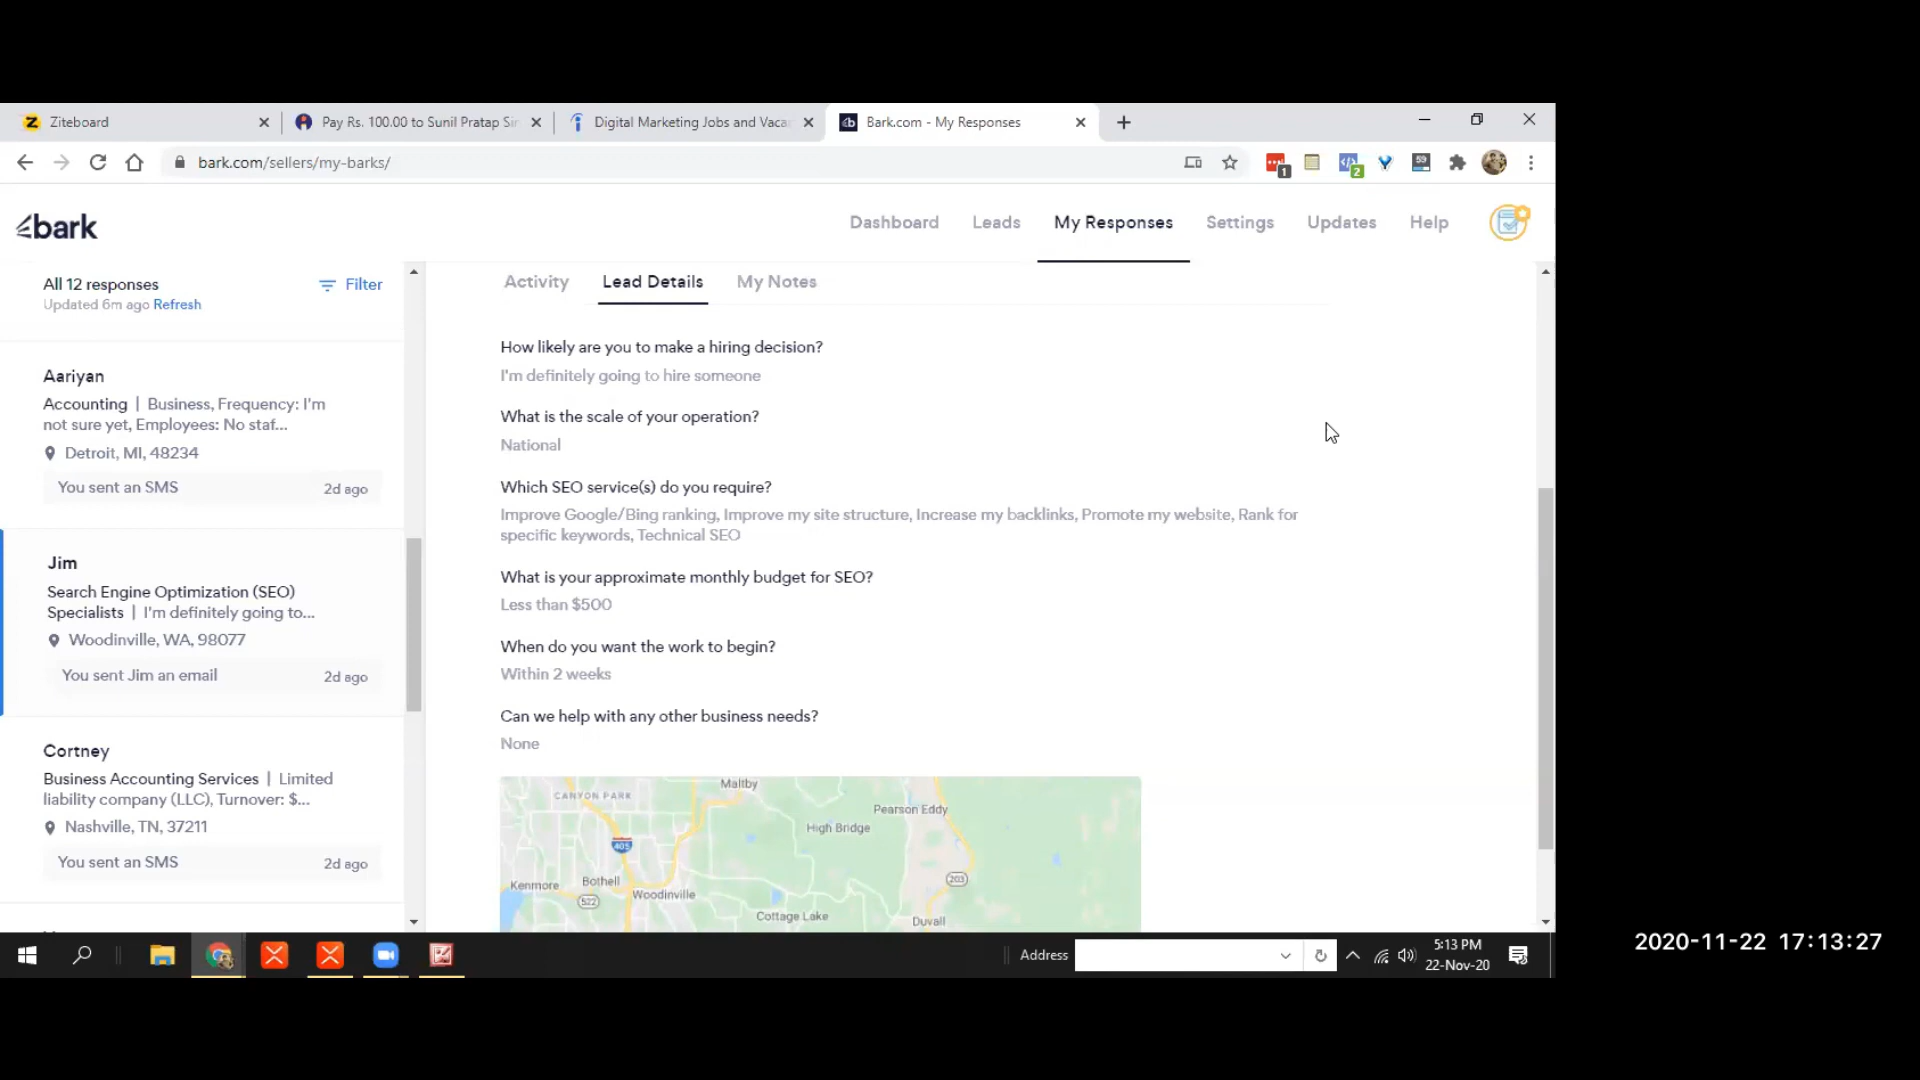 Ziteboard
Pay Rs. 100.00 to Sunil Pratap Sin
Digital Marketing Jobs and Vaca
Bark.com - My Responses
bark.com/sellers/my-barks/
1
2
59
bark
Dashboard
Leads
My Responses
Settings
Updates
Help
All 12 responses
Filter
Updated 6m ago Refresh
Aariyan
Accounting | Business, Frequency: I'm
not sure yet, Employees: No staf...
Detroit, MI, 48234
You sent an SMS
2d ago
Jim
Search Engine Optimization (SEO)
Specialists | I'm definitely going to...
Woodinville, WA, 98077
You sent Jim an email
2d ago
Cortney
Business Accounting Services | Limited
liability company (LLC), Turnover: $...
Nashville, TN, 37211
You sent an SMS
2d ago
Activity
Lead Details
My Notes
How likely are you to make a hiring decision?
I'm definitely going to hire someone
What is the scale of your operation?
National
Which SEO service(s) do you require?
Improve Google/Bing ranking, Improve my site structure, Increase my backlinks, Promote my website, Rank for
specific keywords, Technical SEO
What is your approximate monthly budget for SEO?
Less than $500
When do you want the work to begin?
Within 2 weeks
Can we help with any other business needs?
None
CANYON PARK
Maltby
Pearson Eddy
High Bridge
405
Kenmore
Bothell
203
522
Woodinville
Cottage Lake
Duvall
Address
5:13 PM
22-Nov-20
2020-11-22 17:13:27